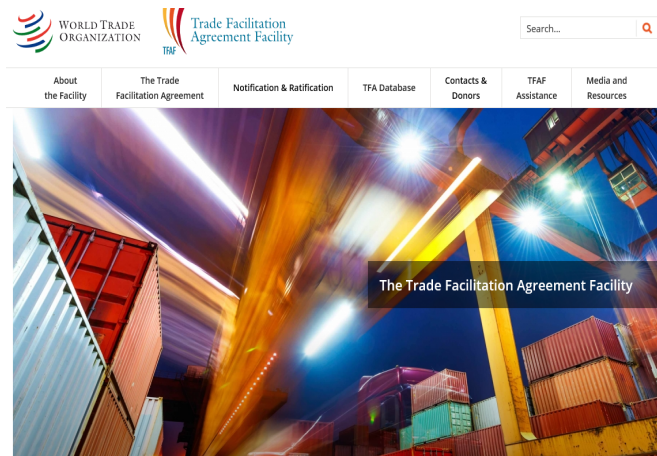 WORLD TRADE
ORGANIZATION
TFAF
Trade Facilitation
Agreement Facility
Search...
About
the Facility
The Trade
Facilitation Agreement
Notification & Ratification
TFA Database
Contacts &
Donors
TFAF
Assistance
Media and
Resources
The Trade Facilitation Agreement Facility